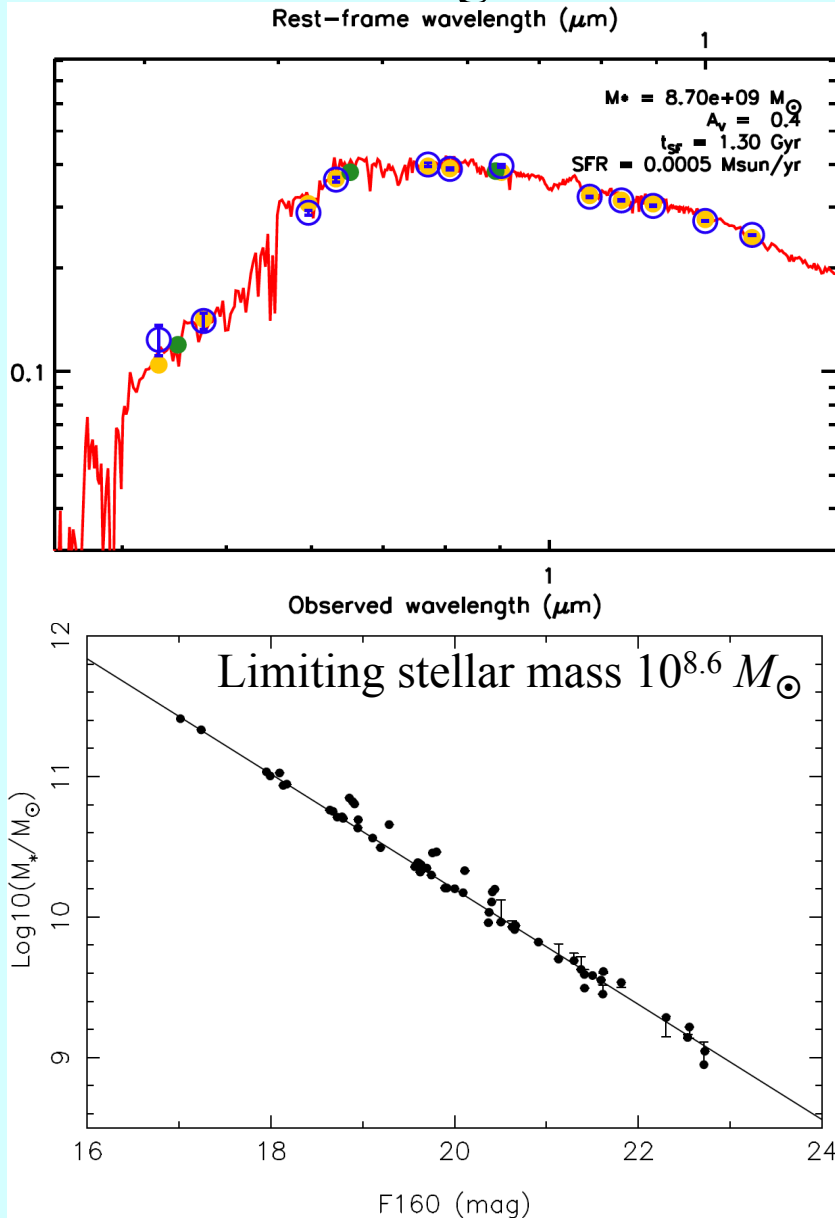 Rest-frame wavelength (μm)
1
M* = 8.70e+09 M☉
Aᵥ = 0.4
t_SF = 1.30 Gyr
SFR = 0.0005 Msun/yr
0.1
1
Observed wavelength (μm)
Limiting stellar mass 10^8.6 M☉
Log10(M*/M☉)
12
11
10
9
16 18 20 22 24
F160 (mag)